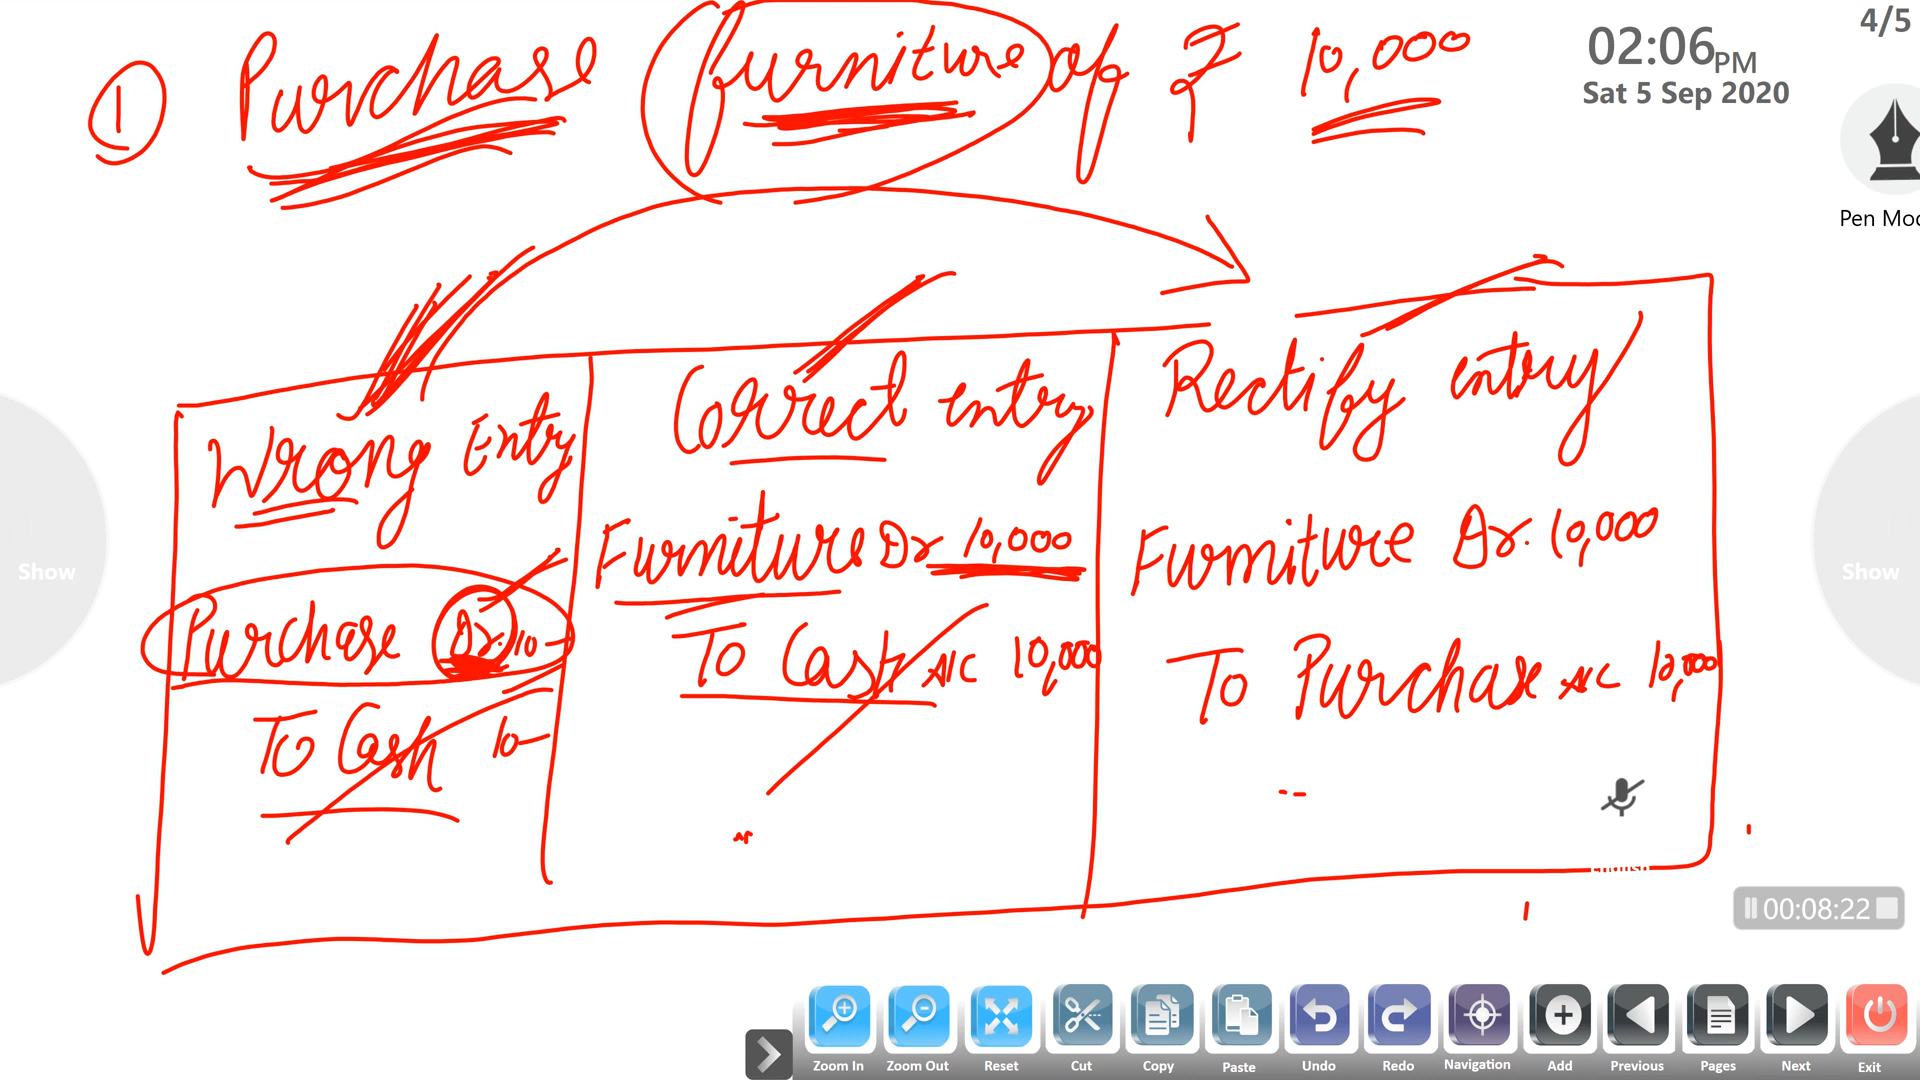 4/5
① Purchase furniture of ₹ 10,000
02:06 PM
Sat 5 Sep 2020
Pen Moc
Wrong Entry
Correct entry
Rectify entry
Purchase Dr. 10-
To Cash 10-
Furniture Dr 10,000
To Cash A/C 10,000
Furniture Dr. 10,000
To Purchase A/C 10,000
Show
Show
English
00:08:22
Zoom In Zoom Out Reset Cut Copy Paste Undo Redo Navigation Add Previous Pages Next Exit